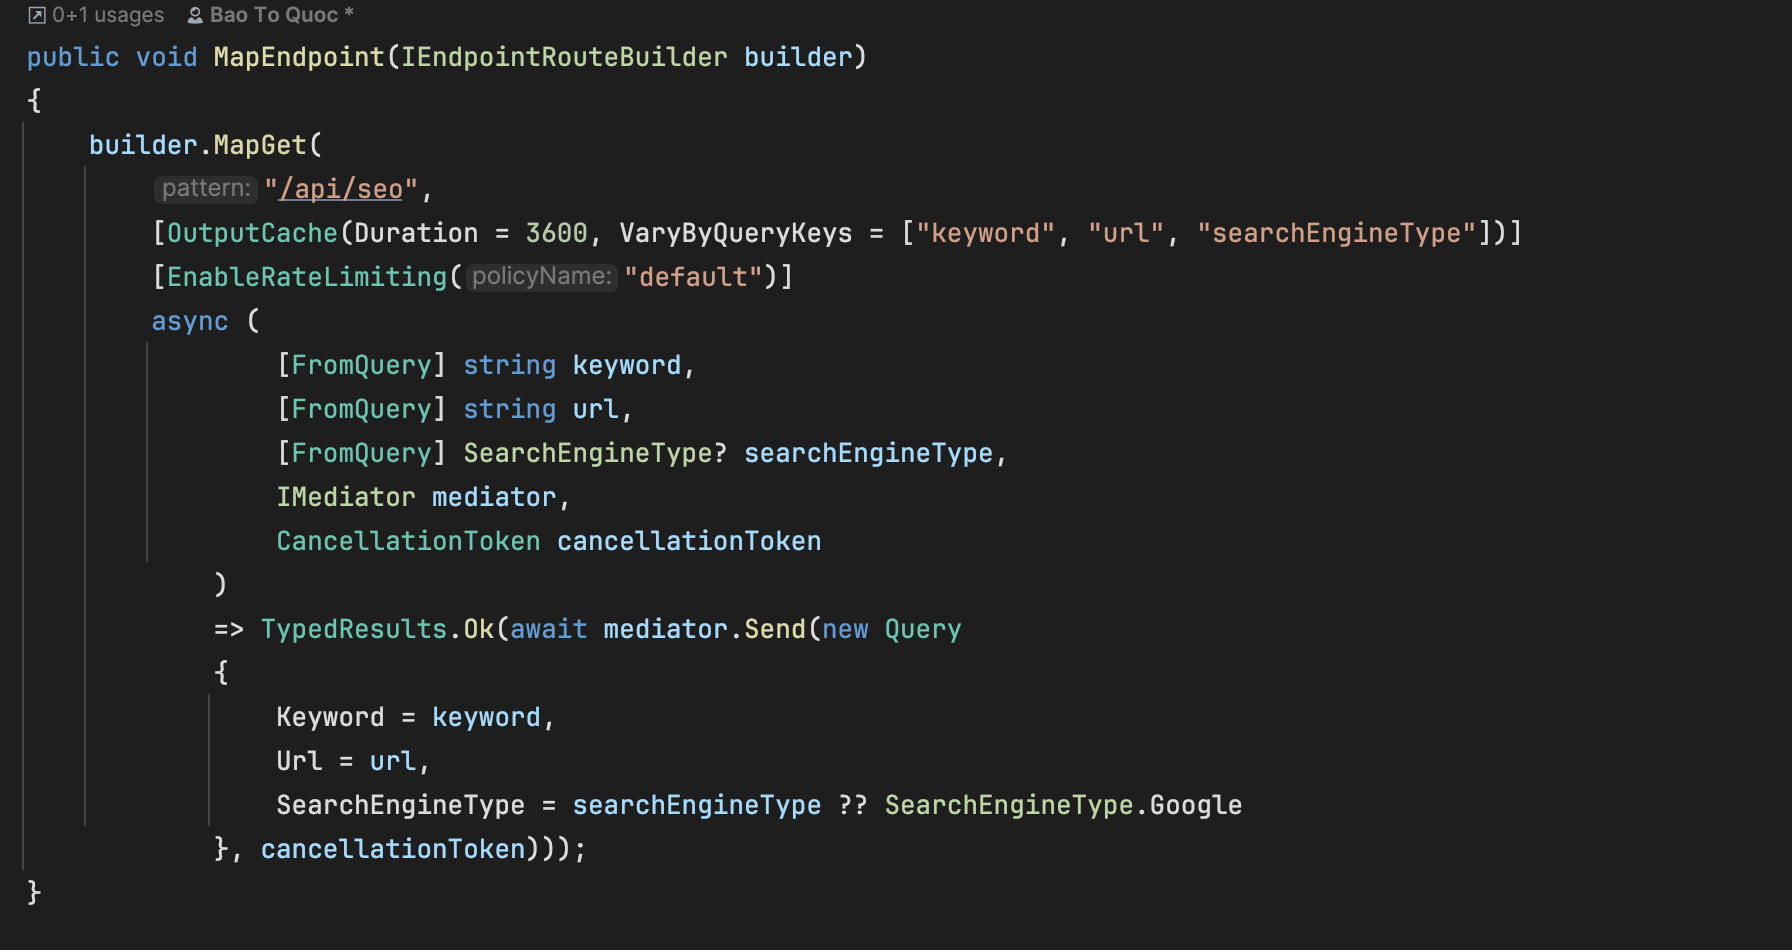 0+1 usages Bao To Quoc *
public void MapEndpoint(IEndpointRouteBuilder builder)
{
builder.MapGet(
pattern: "/api/seo",
[OutputCache(Duration = 3600, VaryByQueryKeys = ["keyword", "url", "searchEngineType"])]
[EnableRateLimiting(policyName: "default")]
async (
[FromQuery] string keyword,
[FromQuery] string url,
[FromQuery] SearchEngineType? searchEngineType,
IMediator mediator,
CancellationToken cancellationToken
)
=> TypedResults.Ok(await mediator.Send(new Query
{
Keyword = keyword,
Url = url,
SearchEngineType = searchEngineType ?? SearchEngineType.Google
}, cancellationToken)));
}